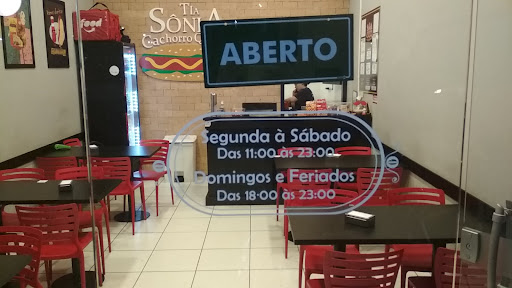 TIA
SÔNIA
Cachorro
food
ABERTO
Segunda à Sábado
Das 11:00 às 23:00
Domingos e Feriados
Das 18:00 às 23:00